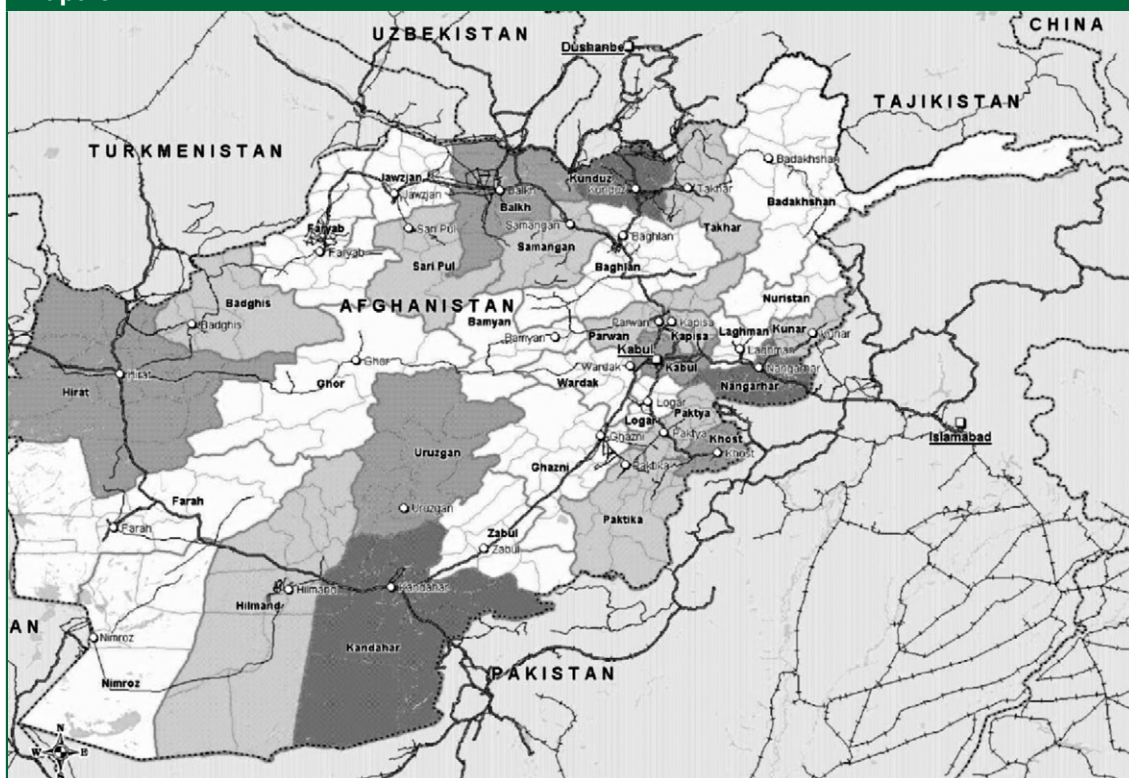 UZBEKISTAN
CHINA
Dushanbe
TAJIKISTAN
TURKMENISTAN
Badakhshan
Jawzjan
Jawzjan
Balkh
Balkh
Kunduz
Kunduz
Takhar
Badakhshan
Faryab
Faryab
Sari Pul
Sari Pul
Samangan
Samangan
Baghlan
Baghlan
Takhar
Badghis
Badghis
AFGHANISTAN
Bamyan
Bamyan
Nuristan
Parwan
Parwan
Kapisa
Kapisa
Laghman
Laghman
Kunar
Kunar
Kabul
Kabul
Hirat
Hirat
Ghor
Ghor
Wardak
Wardak
Nangarhar
Nangarhar
Logar
Logar
Paktya
Paktya
Khost
Khost
Islamabad
Uruzgan
Uruzgan
Ghazni
Ghazni
Paktika
Paktika
Farah
Farah
Zabul
Zabul
Hilmand
Hilmand
Kandahar
Kandahar
Nimroz
Nimroz
AN
PAKISTAN
N
W E
S